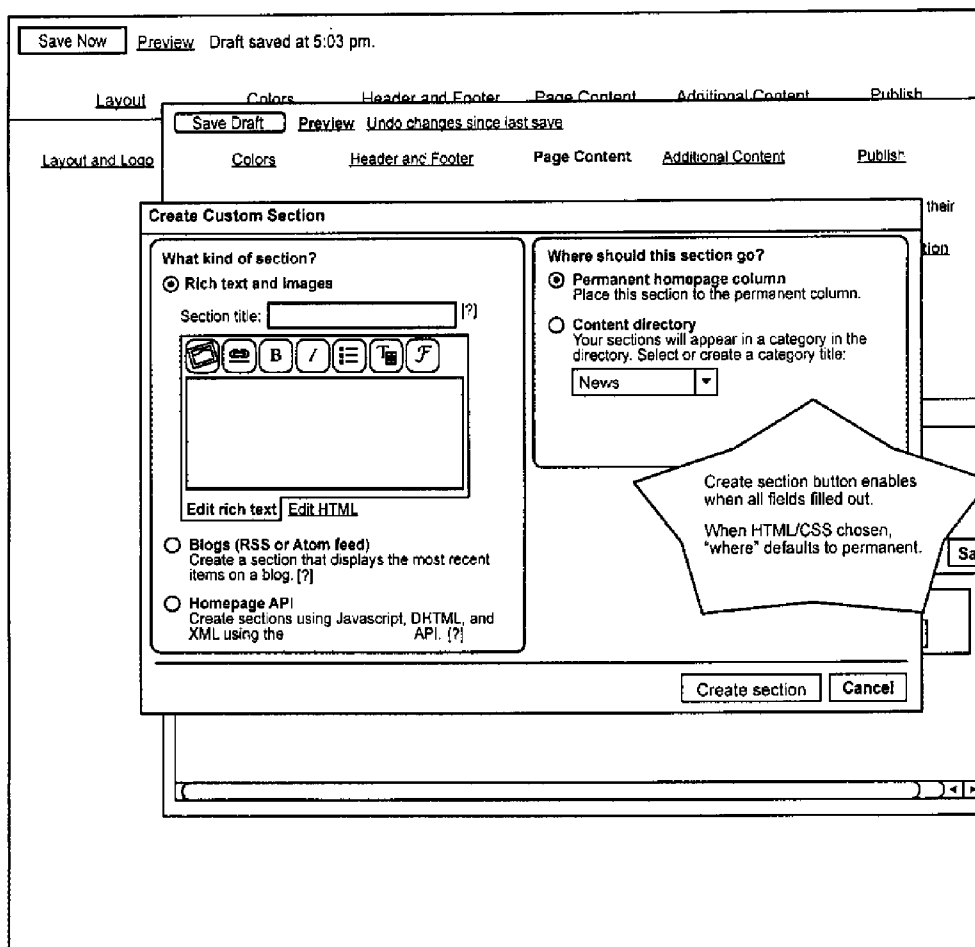 Save Now Preview Draft saved at 5:03 pm.
Layout Colors Header and Footer Page Content Additional Content Publish
Save Draft Preview Undo changes since last save
Layout and Logo Colors Header and Footer Page Content Additional Content Publish
their
Create Custom Section
What kind of section?
Rich text and images
Section title: [?]
B I T F
Edit rich text Edit HTML
Blogs (RSS or Atom feed)
Create a section that displays the most recent
items on a blog. [?]
Homepage API
Create sections using Javascript, DHTML, and
XML using the API. [?]
Where should this section go?
Permanent homepage column
Place this section to the permanent column.
Content directory
Your sections will appear in a category in the
directory. Select or create a category title:
News
Create section button enables
when all fields filled out.
When HTML/CSS chosen,
"where" defaults to permanent.
Create section Cancel